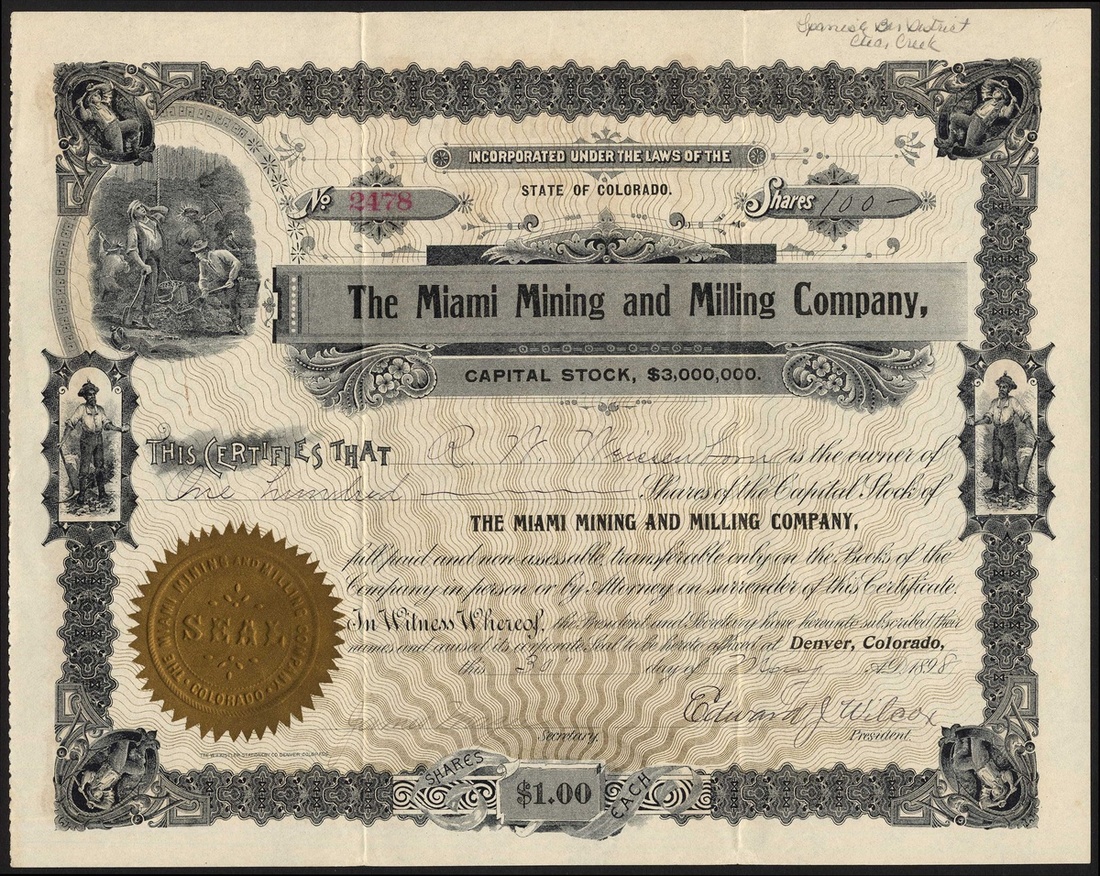 Spanish Bar District
Clear Creek
INCORPORATED UNDER THE LAWS OF THE
STATE OF COLORADO.
No 2478
Shares 100-
The Miami Mining and Milling Company,
CAPITAL STOCK, $3,000,000.
THIS CERTIFIES THAT R. W. is the owner of
One hundred Shares of the Capital Stock of
THE MIAMI MINING AND MILLING COMPANY,
full paid and non-assessable, transferable only on the Books of the
Company in person or by Attorney on surrender of this Certificate.
In Witness Whereof, the President and Secretary have hereunto subscribed their
names and caused its corporate Seal to be hereto affixed at Denver, Colorado,
this day of A.D. 1898
Edward J. Wilcox
Secretary. President.
THE MIAMI MINING AND MILLING COMPANY
SEAL
COLORADO
SHARES $1.00 EACH